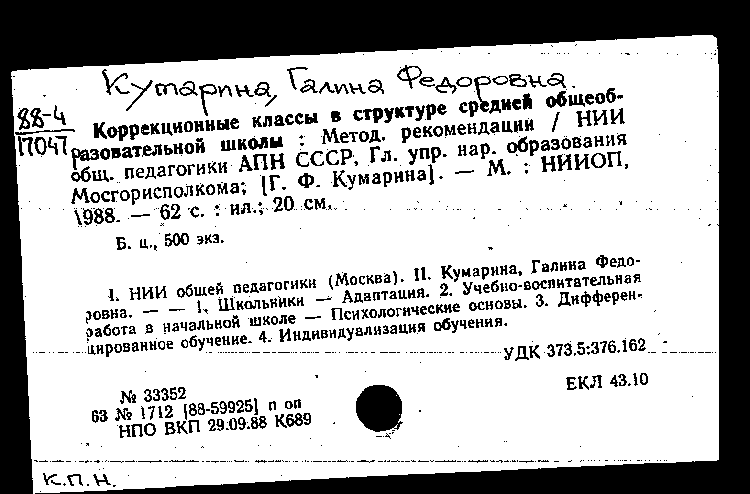 Кумарина, Галина Федоровна.
88-4
17047
Коррекционные классы в структуре средней общеоб-
разовательной школы : Метод. рекомендации / НИИ
общ. педагогики АПН СССР, Гл. упр. нар. образования
Мосгорисполкома; [Г. Ф. Кумарина]. — М. : НИИОП,
1988. — 62 с. : ил.; 20 см.
Б. ц., 500 экз.
I. НИИ общей педагогики (Москва). II. Кумарина, Галина Федо-
ровна. — — 1. Школьники — Адаптация. 2. Учебно-воспитательная
работа в начальной школе — Психологические основы. 3. Дифферен-
цированное обучение. 4. Индивидуализация обучения.
УДК 373.5:376.162
ЕКЛ 43.10
№ 33352
63 № 1712 [88-59925] п оп
НПО ВКП 29.09.88 К689
К.П.Н.